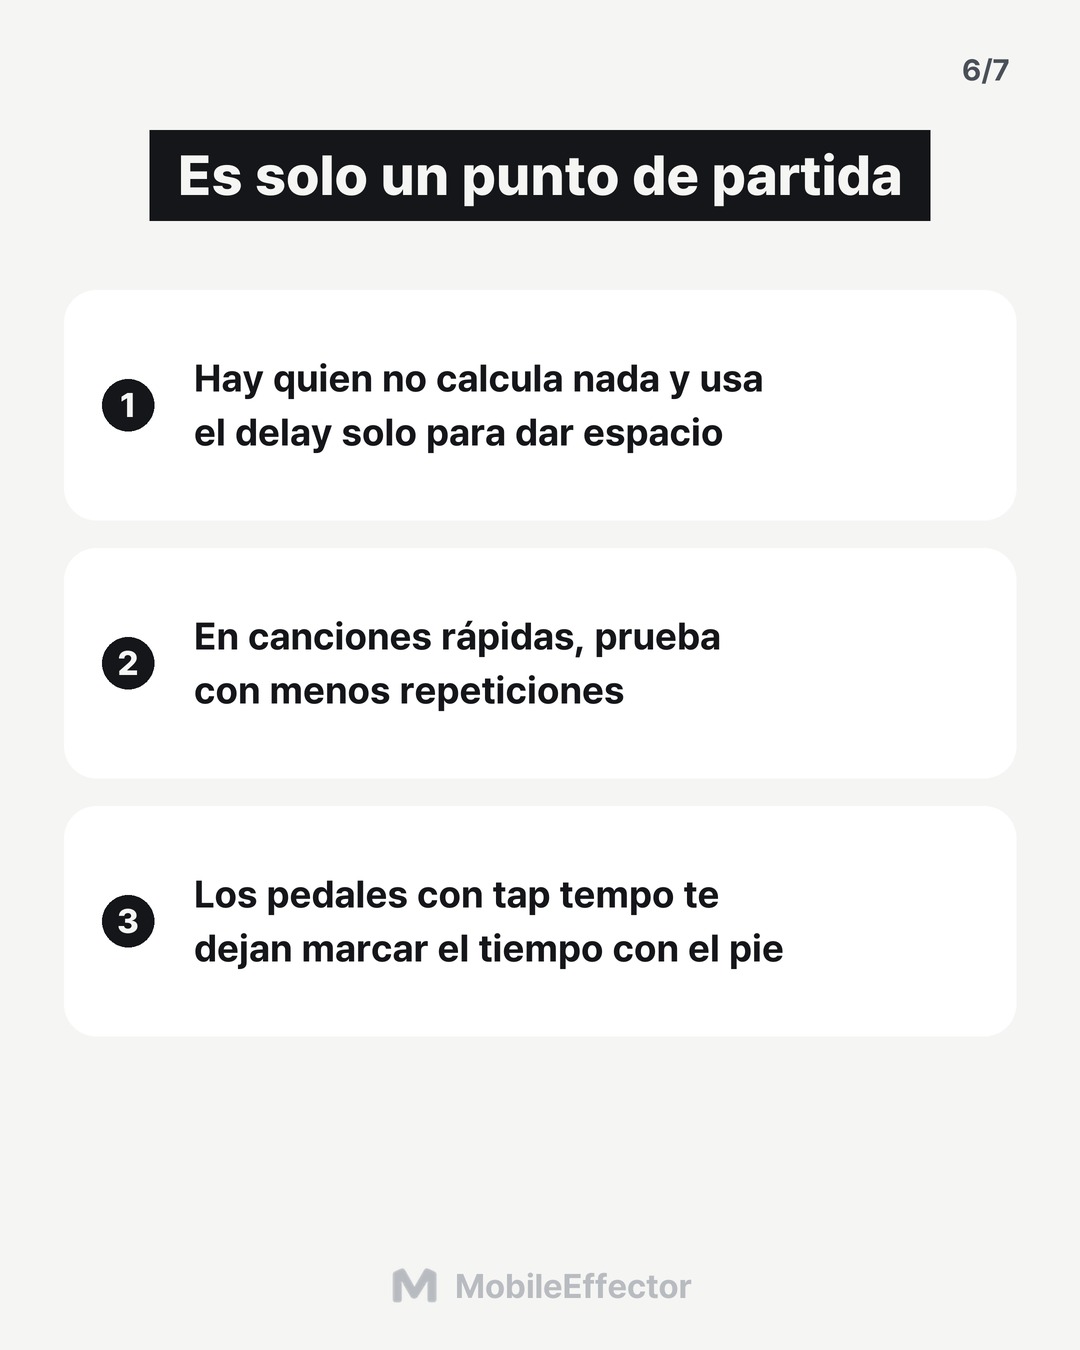 6/7
Es solo un punto de partida
1
Hay quien no calcula nada y usa
el delay solo para dar espacio
2
En canciones rápidas, prueba
con menos repeticiones
3
Los pedales con tap tempo te
dejan marcar el tiempo con el pie
MobileEffector